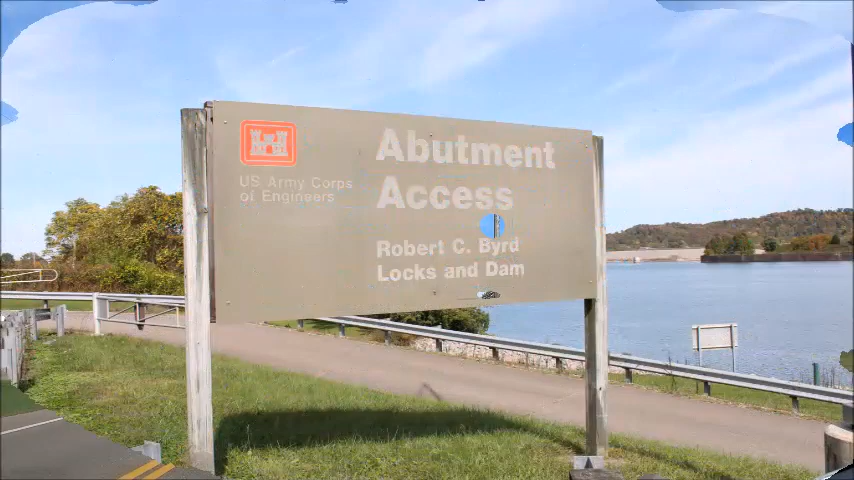 US Army Corps
of Engineers
Abutment
Access
Robert C. Byrd
Locks and Dam